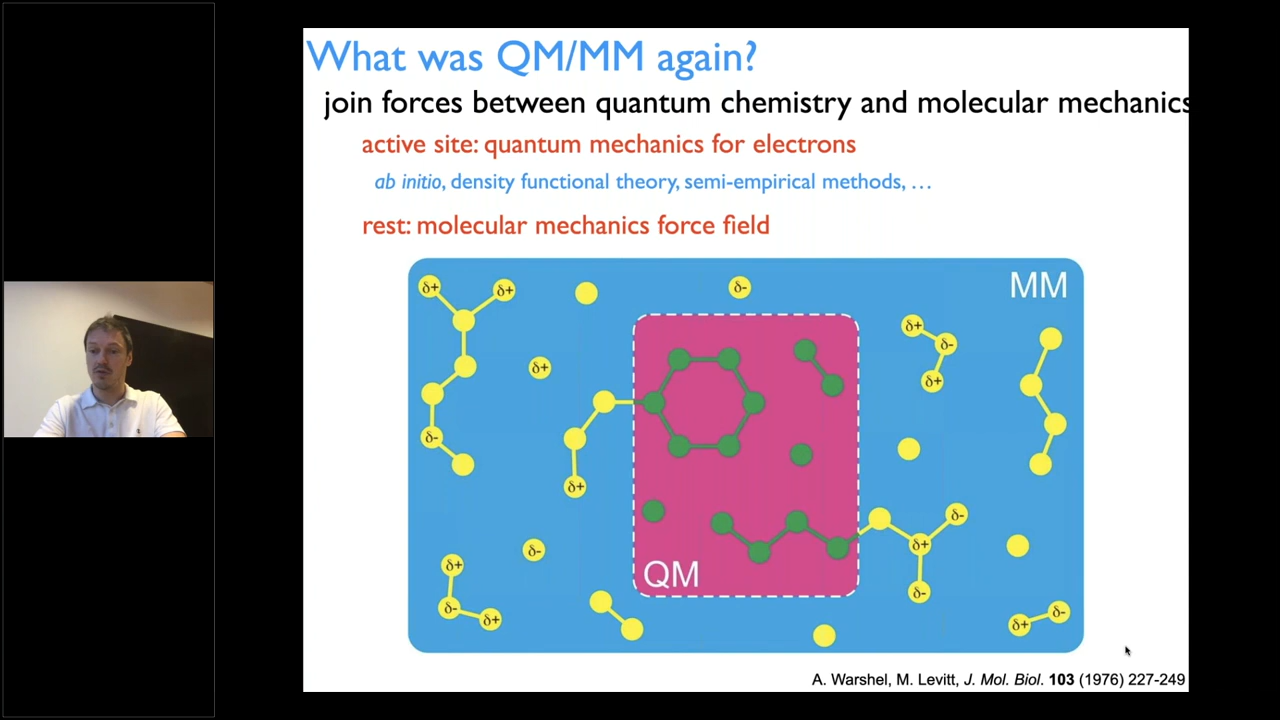 What was QM/MM again?
join forces between quantum chemistry and molecular mechanics
active site: quantum mechanics for electrons
ab initio, density functional theory, semi-empirical methods, …
rest: molecular mechanics force field
MM
δ+ δ+ δ-
δ+ δ-
δ+ δ+
δ-
δ+
δ-
δ+ δ-
δ+ δ-
QM
δ- δ+ δ+ δ-
A. Warshel, M. Levitt, J. Mol. Biol. 103 (1976) 227-249